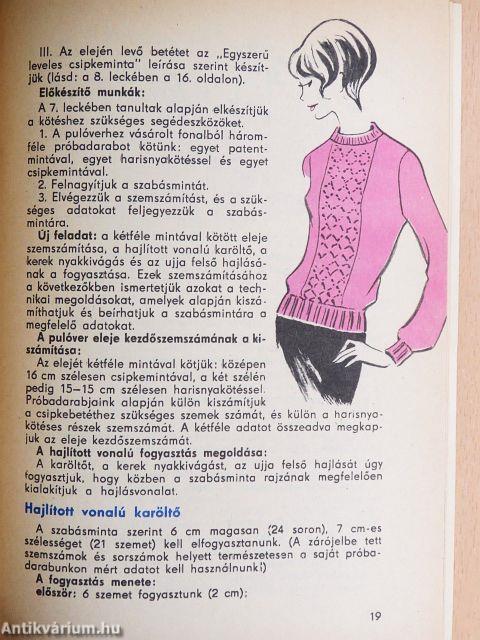 III. Az elején levő betétet az „Egyszerű
leveles csipkeminta” leírása szerint készít-
jük (lásd: a 8. leckében a 16. oldalon).
Előkészítő munkák:
A 7. leckében tanultak alapján elkészítjük
a kötéshez szükséges segédeszközöket.
1. A pulóverhez vásárolt fonalból három-
féle próbadarabot kötünk: egyet patent-
mintával, egyet harisnyakötéssel és egyet
csipkemintával.
2. Felnagyítjuk a szabásmintát.
3. Elvégezzük a szemszámítást, és a szük-
séges adatokat feljegyezzük a szabás-
mintára.
Új feladat: a kétféle mintával kötött eleje
szemszámítása, a hajlított vonalú karöltő, a
kerek nyakkivágás és az ujja felső hajlásá-
nak a fogyasztása. Ezek szemszámításához
a következőkben ismertetjük azokat a tech-
nikai megoldásokat, amelyek alapján kiszá-
míthatjuk és beírhatjuk a szabásmintára a
megfelelő adatokat.
A pulóver eleje kezdőszemszámának a ki-
számítása:
Az elejét kétféle mintával kötjük: középen
16 cm szélesen csipkemintával, a két szélén
pedig 15—15 cm szélesen harisnyakötéssel.
Próbadarabjaink alapján külön kiszámítjuk
a csipkebetéthez szükséges szemek számát, és külön a harisnya-
kötéses részek szemszámát. A kétféle adatot összeadva megkap-
juk az eleje kezdőszemszámát.
A hajlított vonalú fogyasztás megoldása:
A karöltőt, a kerek nyakkivágást, az ujja felső hajlását úgy
fogyasztjuk, hogy közben a szabásminta rajzának megfelelően
kialakítjuk a hajlásvonalat.
Hajlított vonalú karöltő
A szabásminta szerint 6 cm magasan (24 soron), 7 cm-es
szélességet (21 szemet) kell elfogyasztanunk. (A zárójelbe tett
szemszámok és sorszámok helyett természetesen a saját próba-
darabunkon mért adatot kell használnunk!)
A fogyasztás menete:
először: 6 szemet fogyasztunk (2 cm);
19
Antikvárium.hu